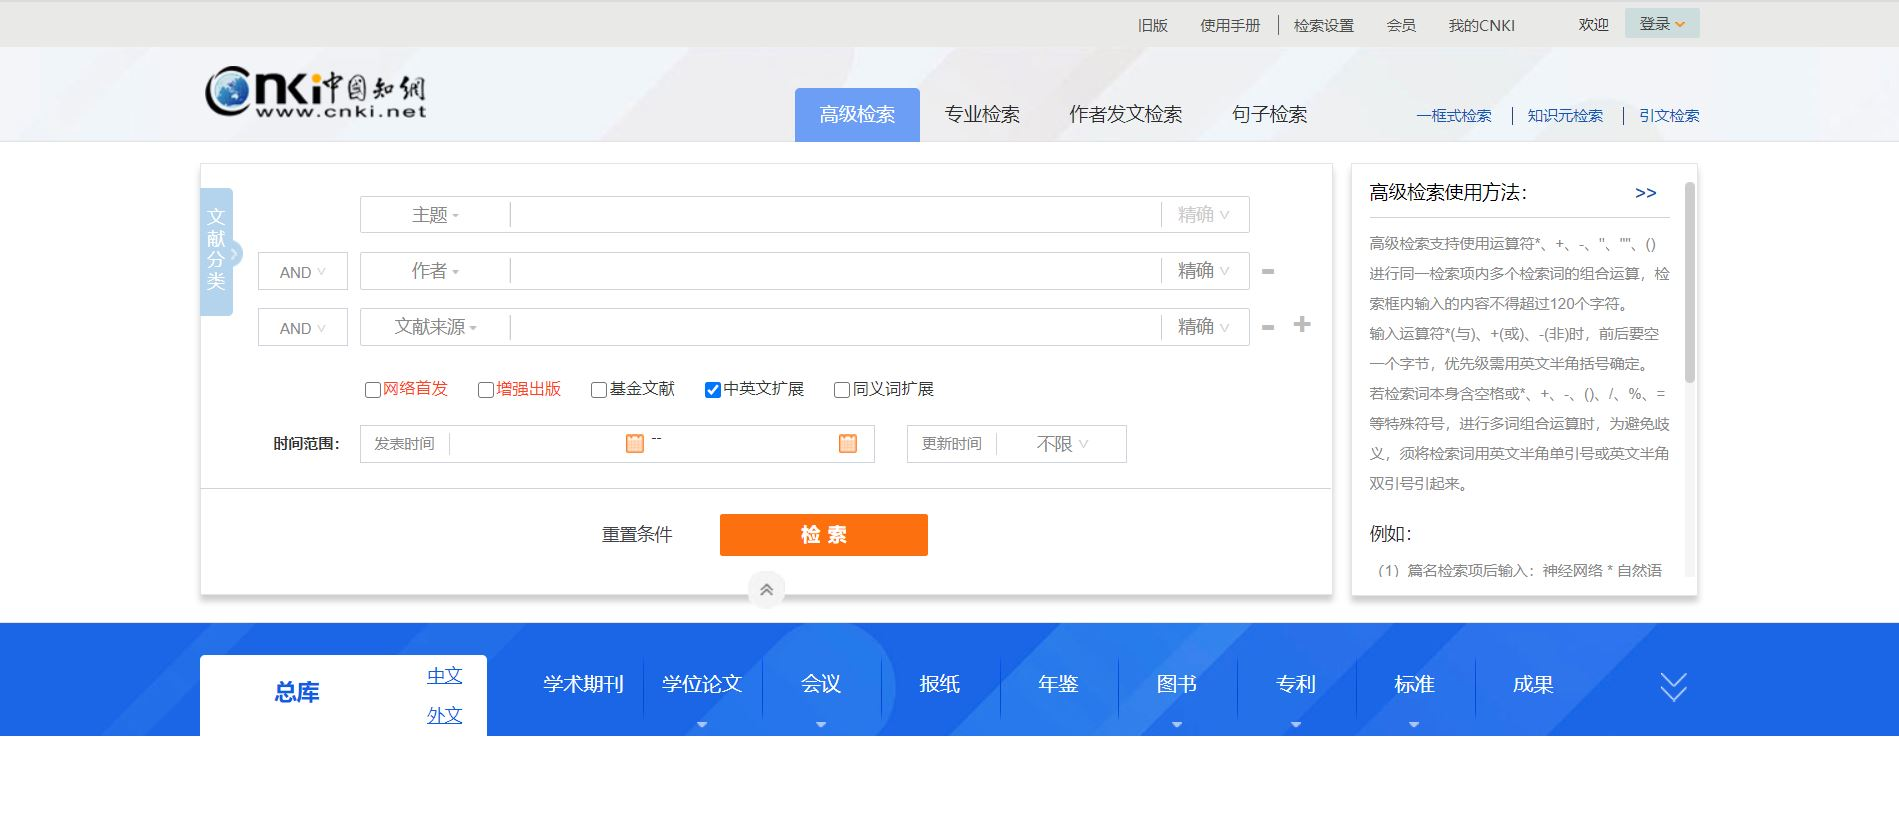 旧版 使用手册 检索设置 会员 我的CNKI 欢迎 登录
Cnki中国知網
www.cnki.net
高级检索 专业检索 作者发文检索 句子检索 一框式检索 知识元检索 引文检索
文献分类
主题 精确
AND 作者 精确
AND 文献来源 精确
网络首发 增强出版 基金文献 中英文扩展 同义词扩展
时间范围： 发表时间 -- 更新时间 不限
重置条件 检 索
高级检索使用方法： >>
高级检索支持使用运算符*、+、-、''、""、()
进行同一检索项内多个检索词的组合运算，检
索框内输入的内容不得超过120个字符。
输入运算符*(与)、+(或)、-(非)时，前后要空
一个字节，优先级需用英文半角括号确定。
若检索词本身含空格或*、+、-、()、/、%、=
等特殊符号，进行多词组合运算时，为避免歧
义，须将检索词用英文半角单引号或英文半角
双引号引起来。
例如：
（1）篇名检索项后输入：神经网络 * 自然语
总库 中文 外文
学术期刊 学位论文 会议 报纸 年鉴 图书 专利 标准 成果